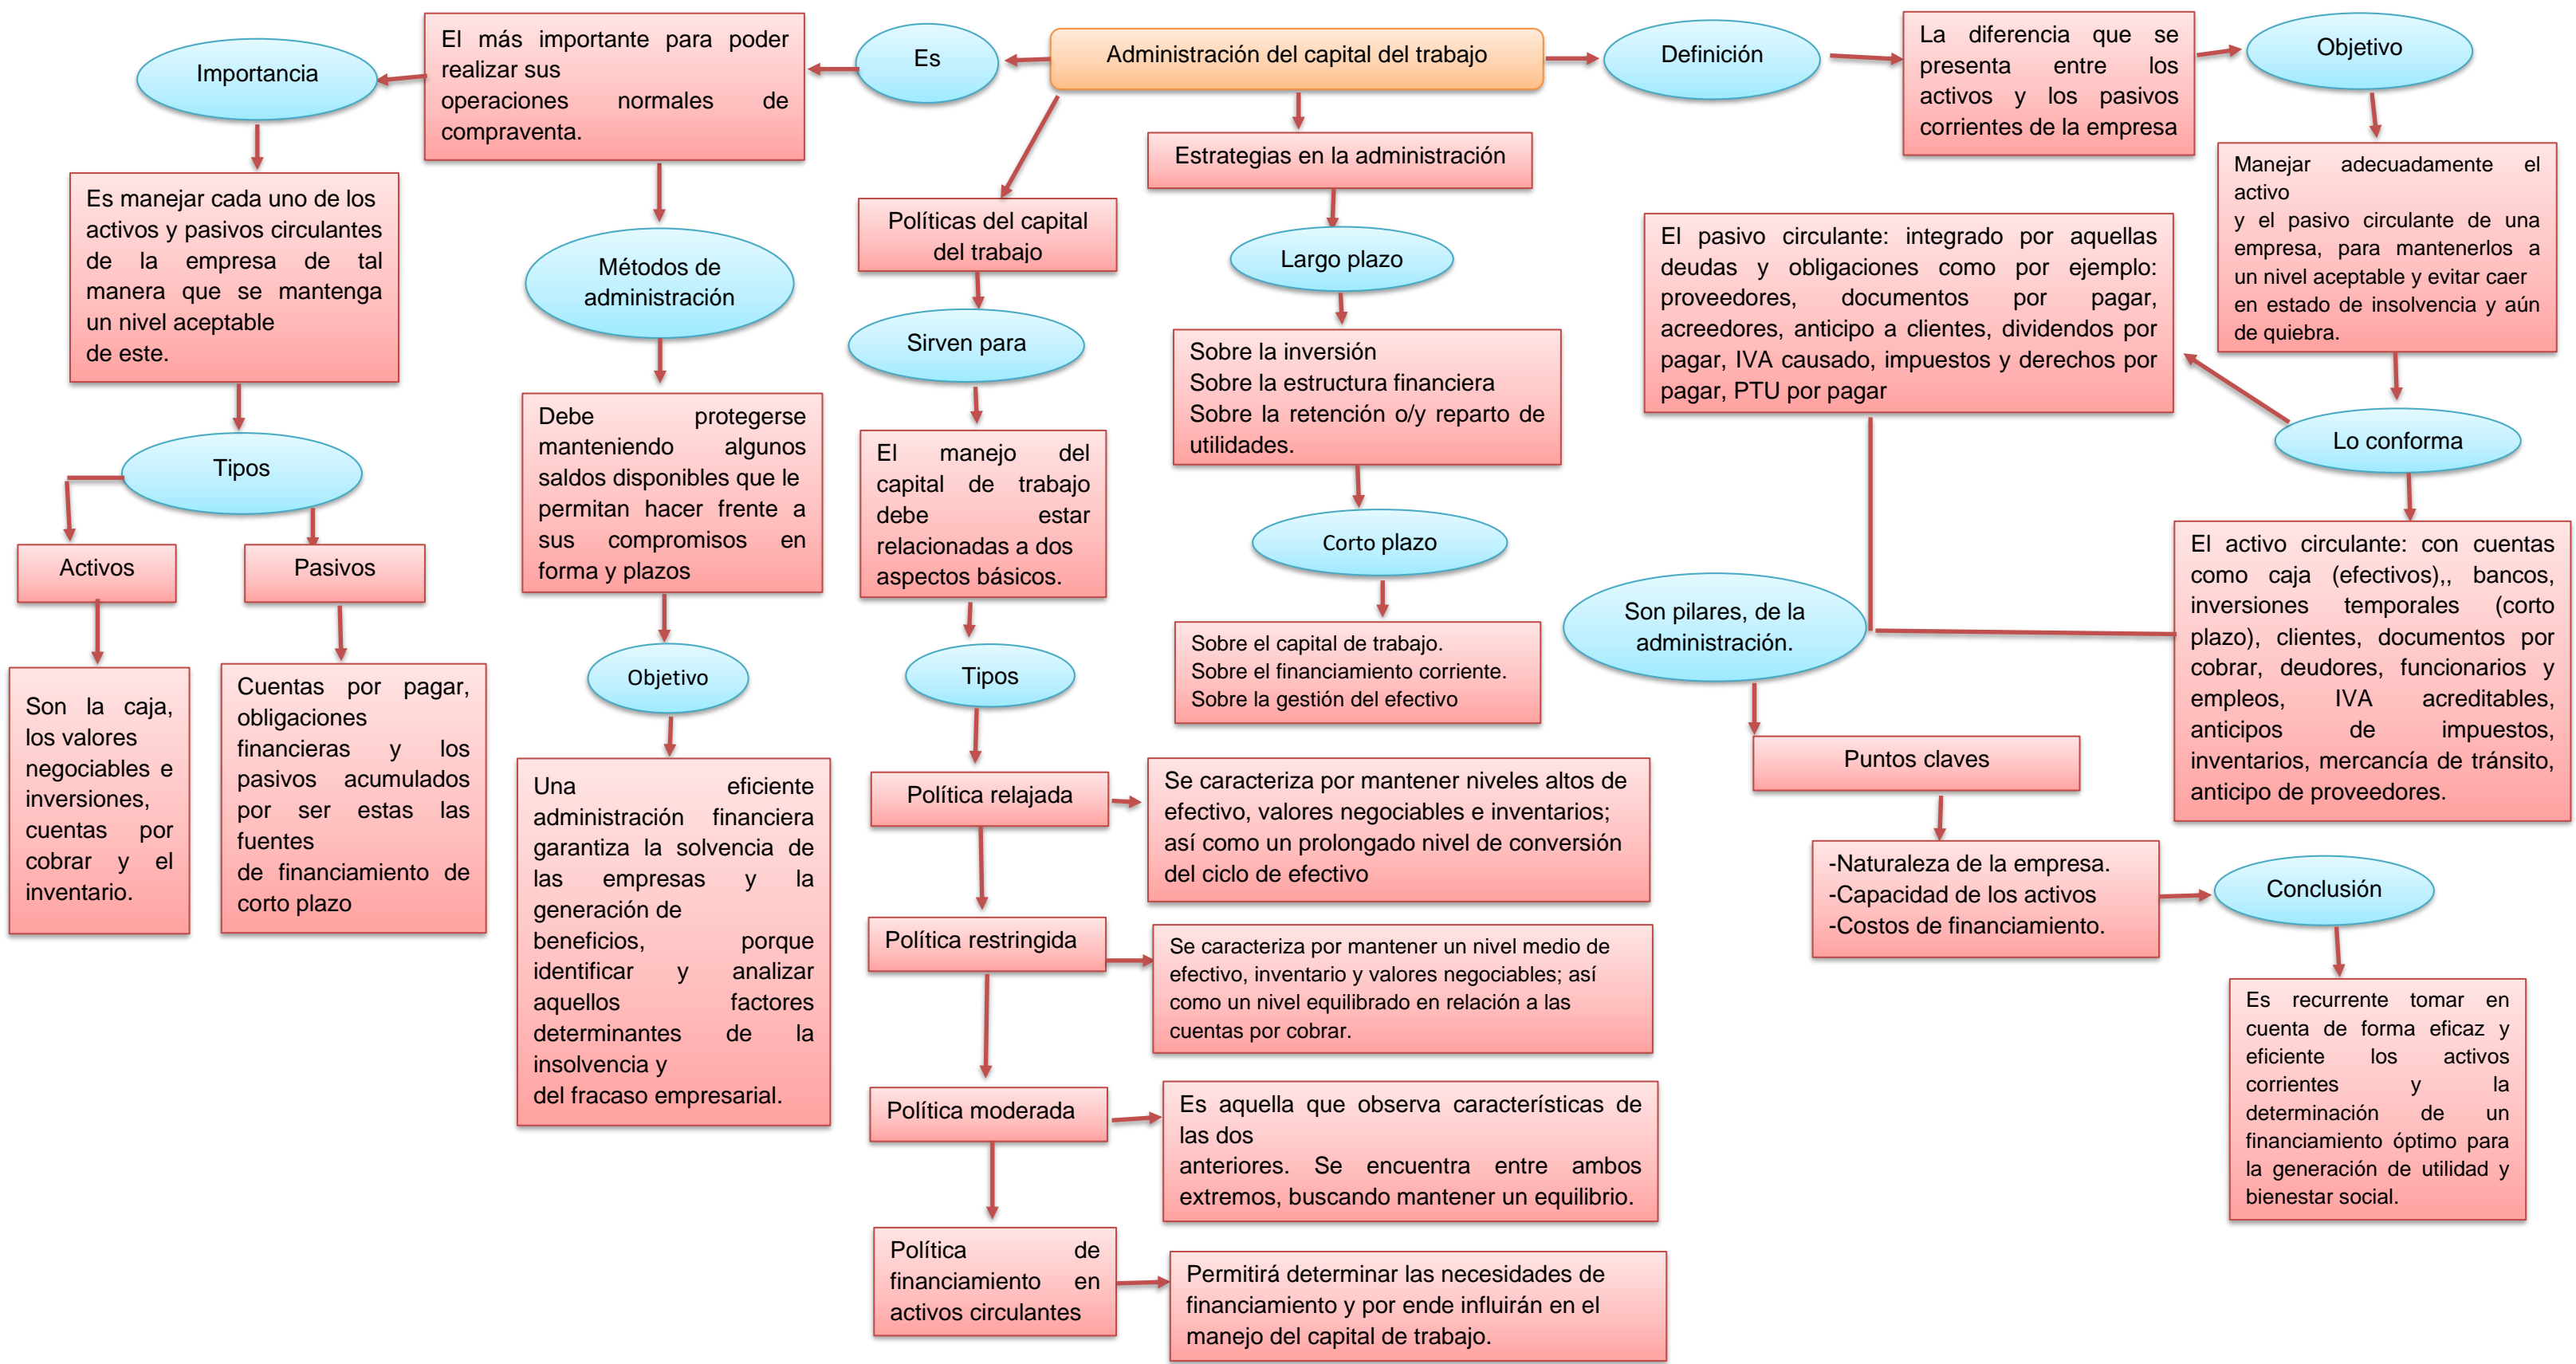 Administración del capital del trabajo
Es
El más importante para poder
realizar sus
operaciones normales de
compraventa.
Importancia
Es manejar cada uno de los
activos y pasivos circulantes
de la empresa de tal
manera que se mantenga
un nivel aceptable
de este.
Tipos
Activos
Pasivos
Son la caja,
los valores
negociables e
inversiones,
cuentas por
cobrar y el
inventario.
Cuentas por pagar,
obligaciones
financieras y los
pasivos acumulados
por ser estas las
fuentes
de financiamiento de
corto plazo
Métodos de
administración
Debe protegerse
manteniendo algunos
saldos disponibles que le
permitan hacer frente a
sus compromisos en
forma y plazos
Objetivo
Una eficiente
administración financiera
garantiza la solvencia de
las empresas y la
generación de
beneficios, porque
identificar y analizar
aquellos factores
determinantes de la
insolvencia y
del fracaso empresarial.
Políticas del capital
del trabajo
Sirven para
El manejo del
capital de trabajo
debe estar
relacionadas a dos
aspectos básicos.
Tipos
Política relajada
Se caracteriza por mantener niveles altos de
efectivo, valores negociables e inventarios;
así como un prolongado nivel de conversión
del ciclo de efectivo
Política restringida
Se caracteriza por mantener un nivel medio de
efectivo, inventario y valores negociables; así
como un nivel equilibrado en relación a las
cuentas por cobrar.
Política moderada
Es aquella que observa características de
las dos
anteriores. Se encuentra entre ambos
extremos, buscando mantener un equilibrio.
Política de
financiamiento en
activos circulantes
Permitirá determinar las necesidades de
financiamiento y por ende influirán en el
manejo del capital de trabajo.
Estrategias en la administración
Largo plazo
Sobre la inversión
Sobre la estructura financiera
Sobre la retención o/y reparto de
utilidades.
Corto plazo
Sobre el capital de trabajo.
Sobre el financiamiento corriente.
Sobre la gestión del efectivo
Definición
La diferencia que se
presenta entre los
activos y los pasivos
corrientes de la empresa
Objetivo
Manejar adecuadamente el
activo
y el pasivo circulante de una
empresa, para mantenerlos a
un nivel aceptable y evitar caer
en estado de insolvencia y aún
de quiebra.
Lo conforma
El pasivo circulante: integrado por aquellas
deudas y obligaciones como por ejemplo:
proveedores, documentos por pagar,
acreedores, anticipo a clientes, dividendos por
pagar, IVA causado, impuestos y derechos por
pagar, PTU por pagar
El activo circulante: con cuentas
como caja (efectivos),, bancos,
inversiones temporales (corto
plazo), clientes, documentos por
cobrar, deudores, funcionarios y
empleos, IVA acreditables,
anticipos de impuestos,
inventarios, mercancía de tránsito,
anticipo de proveedores.
Son pilares, de la
administración.
Puntos claves
-Naturaleza de la empresa.
-Capacidad de los activos
-Costos de financiamiento.
Conclusión
Es recurrente tomar en
cuenta de forma eficaz y
eficiente los activos
corrientes y la
determinación de un
financiamiento óptimo para
la generación de utilidad y
bienestar social.